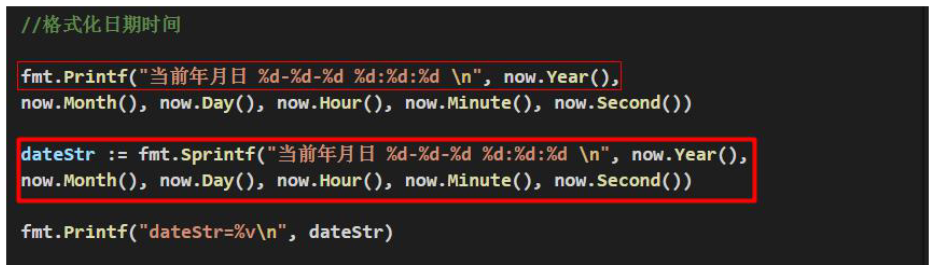 //格式化日期时间
fmt.Printf("当前年月日 %d-%d-%d %d:%d:%d \n", now.Year(),
now.Month(), now.Day(), now.Hour(), now.Minute(), now.Second())
dateStr := fmt.Sprintf("当前年月日 %d-%d-%d %d:%d:%d \n", now.Year(),
now.Month(), now.Day(), now.Hour(), now.Minute(), now.Second())
fmt.Printf("dateStr=%v\n", dateStr)